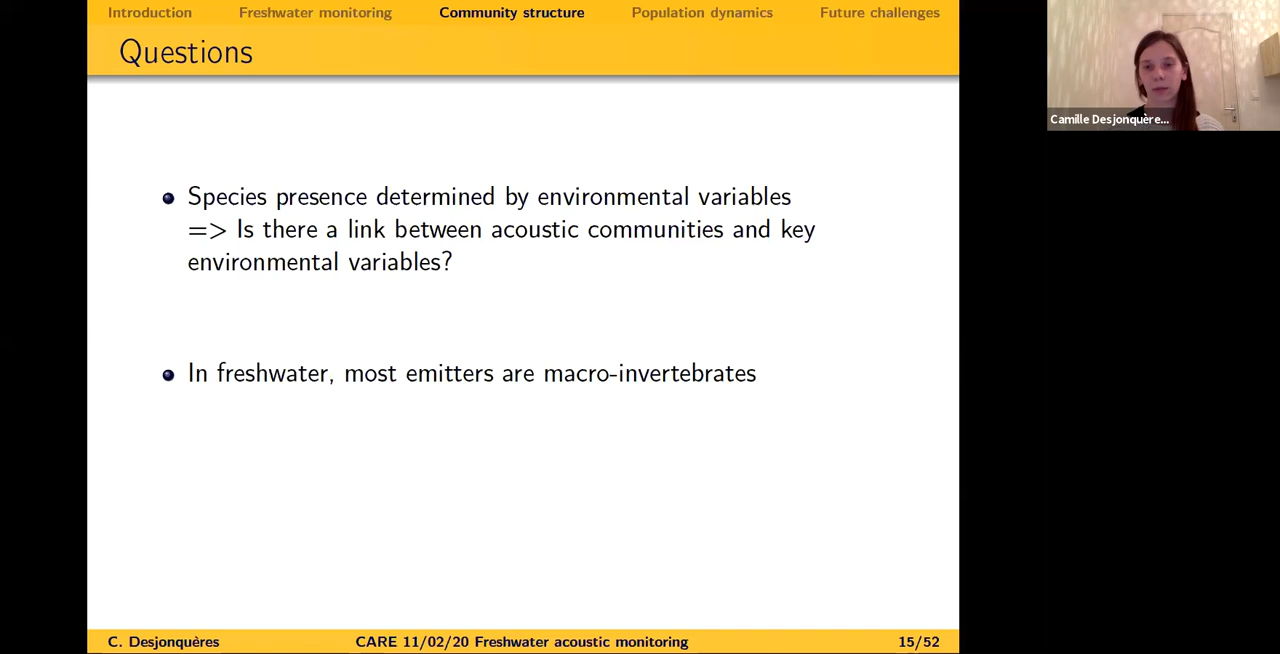 Introduction Freshwater monitoring Community structure Population dynamics Future challenges
Questions
Species presence determined by environmental variables
=> Is there a link between acoustic communities and key
environmental variables?
In freshwater, most emitters are macro-invertebrates
C. Desjonquères CARE 11/02/20 Freshwater acoustic monitoring 15/52
Camille Desjonquère...